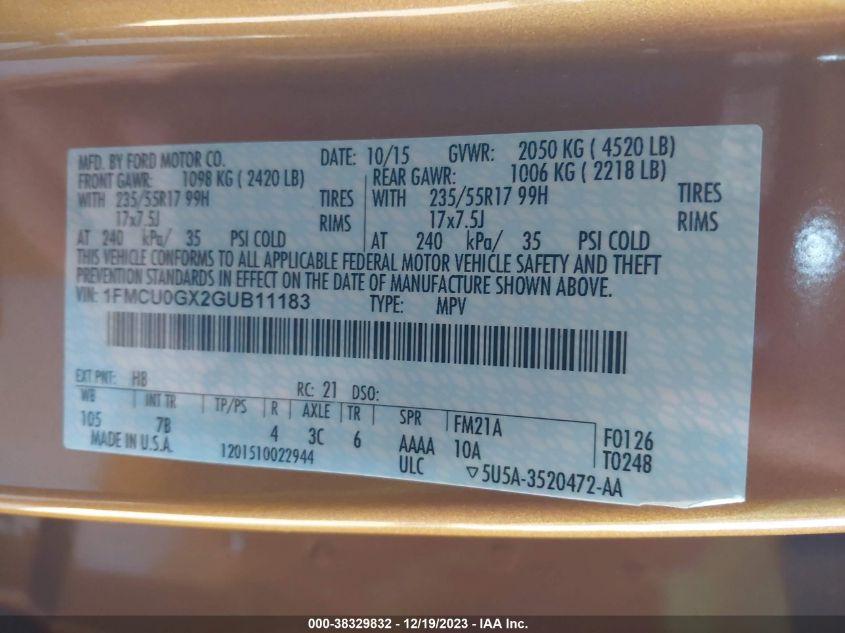 MFD. BY FORD MOTOR CO. DATE: 10/15 GVWR: 2050 KG ( 4520 LB)
FRONT GAWR: 1098 KG ( 2420 LB) REAR GAWR: 1006 KG ( 2218 LB)
WITH 235/55R17 99H TIRES WITH 235/55R17 99H TIRES
17x7.5J RIMS 17x7.5J RIMS
AT 240 kPa/ 35 PSI COLD AT 240 kPa/ 35 PSI COLD
THIS VEHICLE CONFORMS TO ALL APPLICABLE FEDERAL MOTOR VEHICLE SAFETY AND THEFT
PREVENTION STANDARDS IN EFFECT ON THE DATE OF MANUFACTURE SHOWN ABOVE.
VIN: 1FMCU0GX2GUB11183 TYPE: MPV
EXT PNT: H8 RC: 21 DSO:
WB INT TR TP/PS R AXLE TR SPR FM21A F0126
105 7B 4 3C 6 AAAA 10A T0248
MADE IN U.S.A. 1201510022944 ULC ▽5U5A-3520472-AA
000-38329832 - 12/19/2023 - IAA Inc.